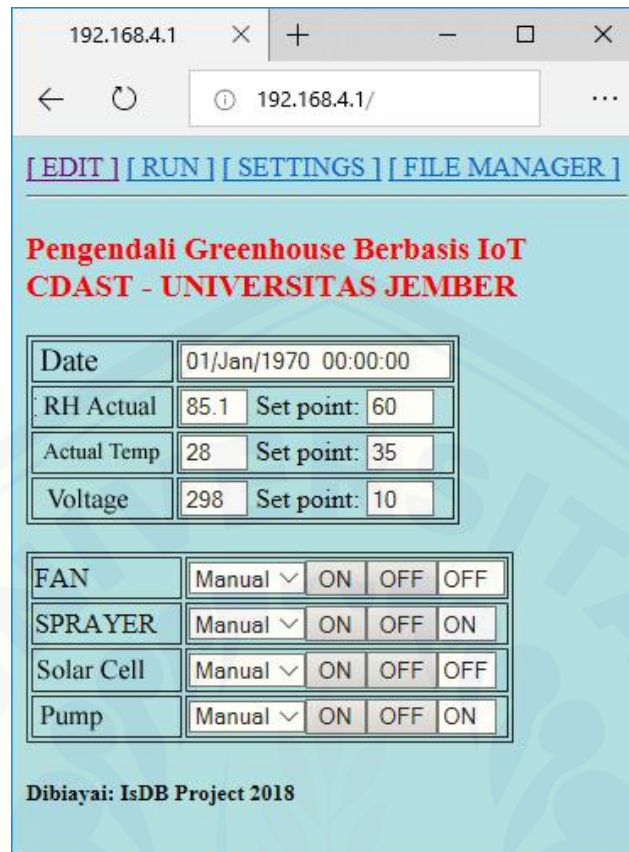 192.168.4.1
192.168.4.1/
[ EDIT ] [ RUN ] [ SETTINGS ] [ FILE MANAGER ]
Pengendali Greenhouse Berbasis IoT
CDAST - UNIVERSITAS JEMBER
Date 01/Jan/1970 00:00:00
RH Actual 85.1 Set point: 60
Actual Temp 28 Set point: 35
Voltage 298 Set point: 10
FAN Manual ON OFF OFF
SPRAYER Manual ON OFF ON
Solar Cell Manual ON OFF OFF
Pump Manual ON OFF ON
Dibiayai: IsDB Project 2018